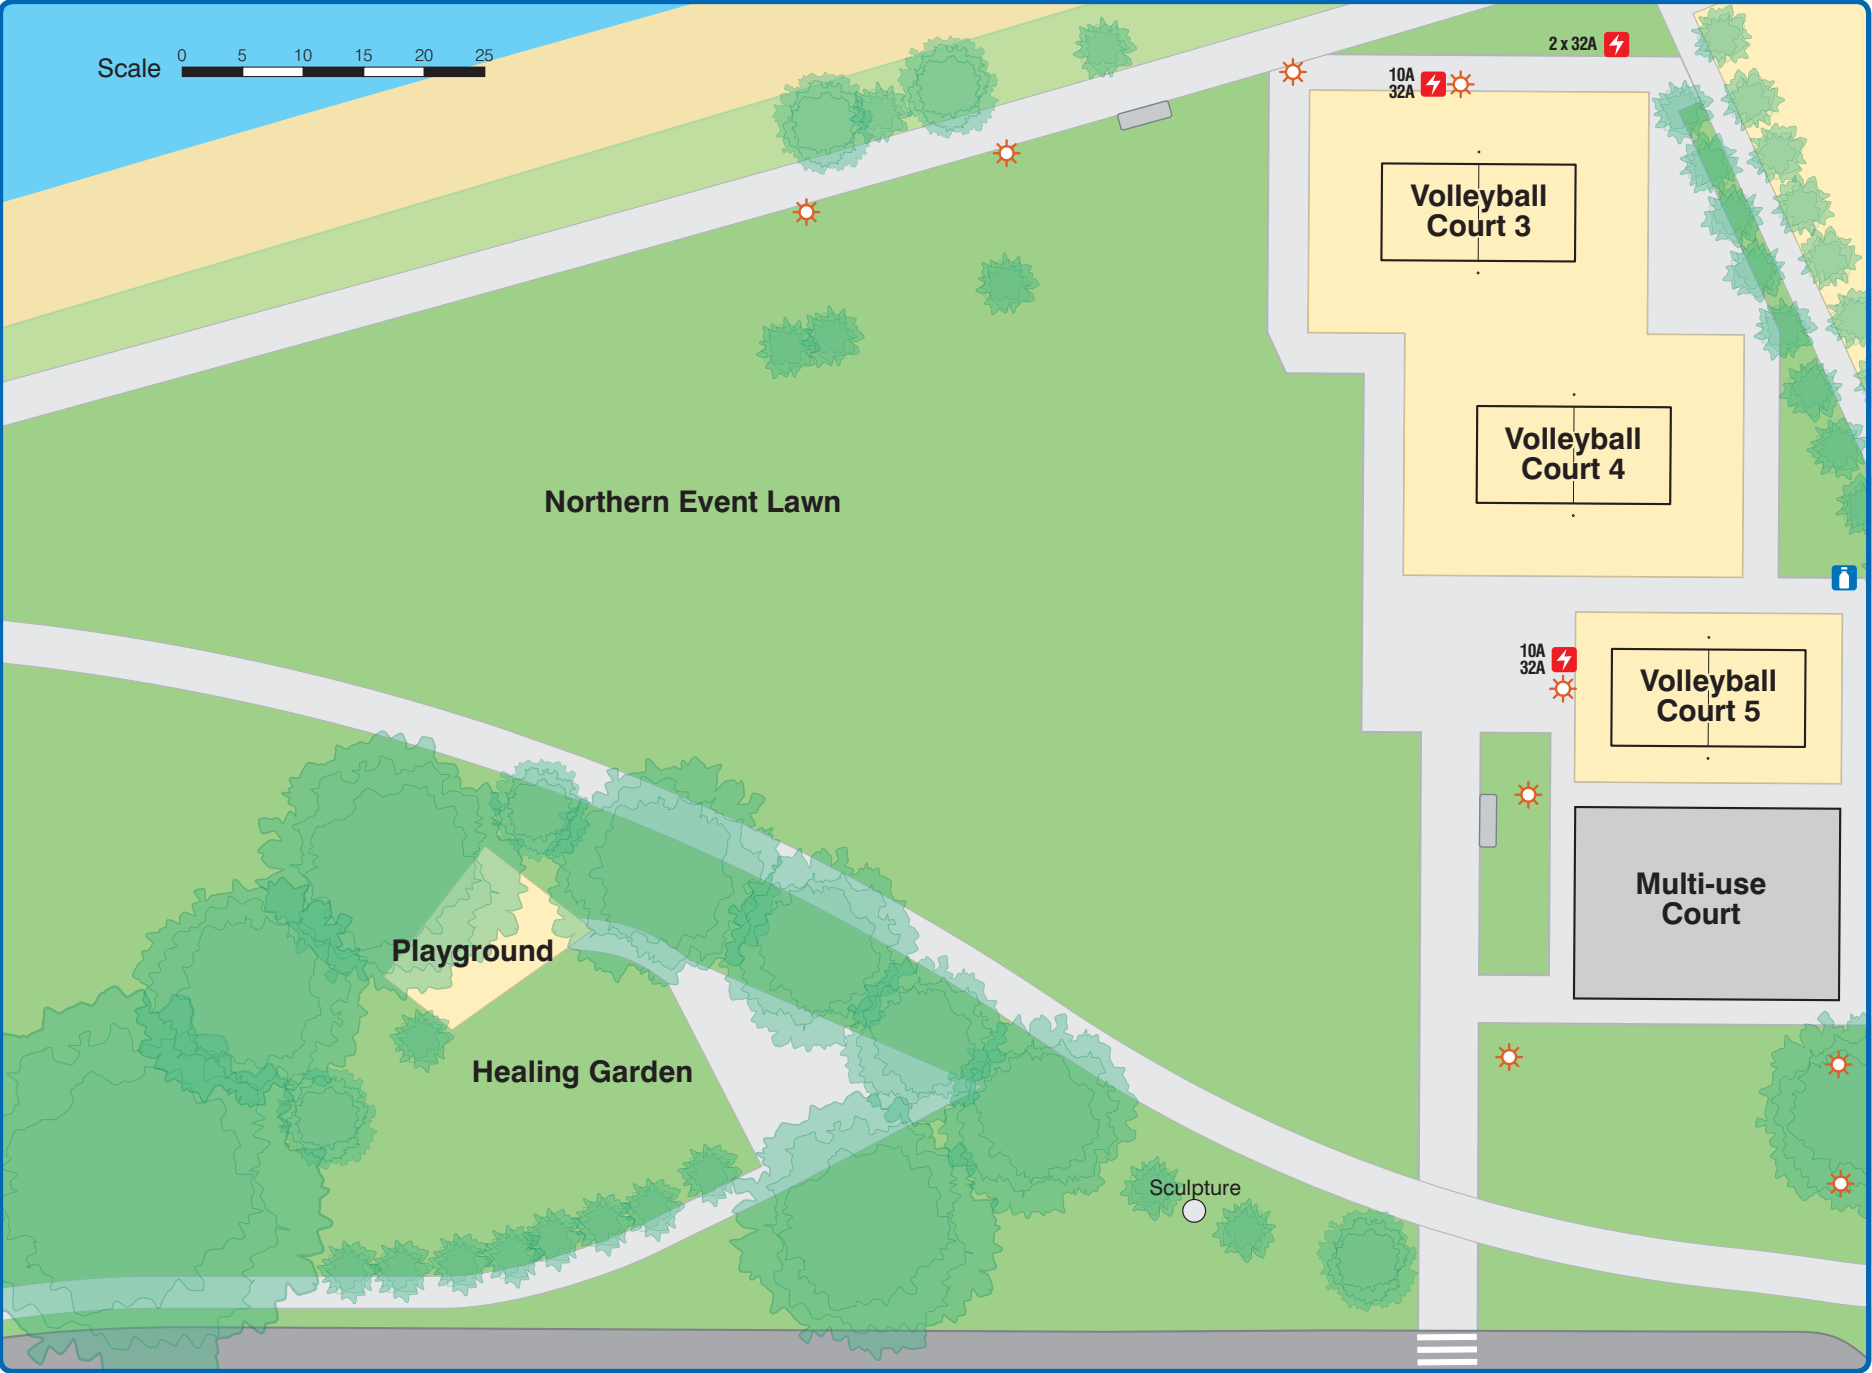 Scale
0 5 10 15 20 25
2 x 32A
10A
32A
Volleyball
Court 3
Volleyball
Court 4
Northern Event Lawn
10A
32A
Volleyball
Court 5
Multi-use
Court
Playground
Healing Garden
Sculpture